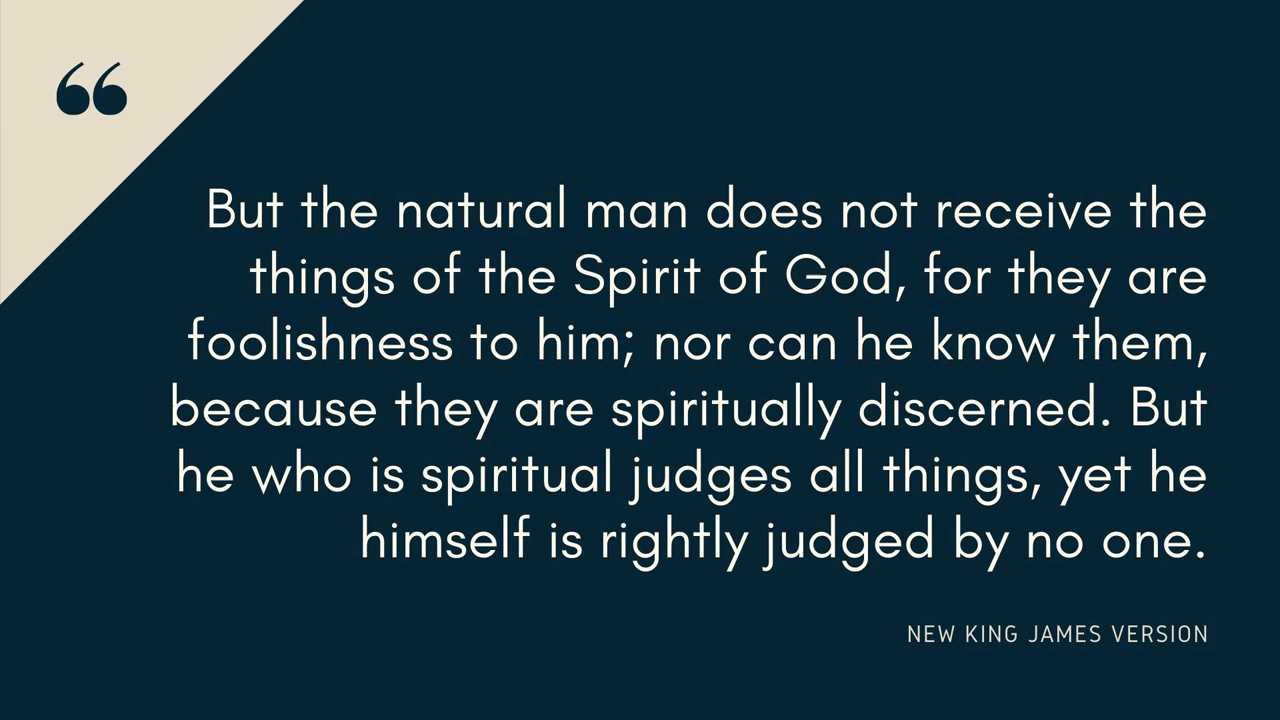 “
But the natural man does not receive the
things of the Spirit of God, for they are
foolishness to him; nor can he know them,
because they are spiritually discerned. But
he who is spiritual judges all things, yet he
himself is rightly judged by no one.
NEW KING JAMES VERSION